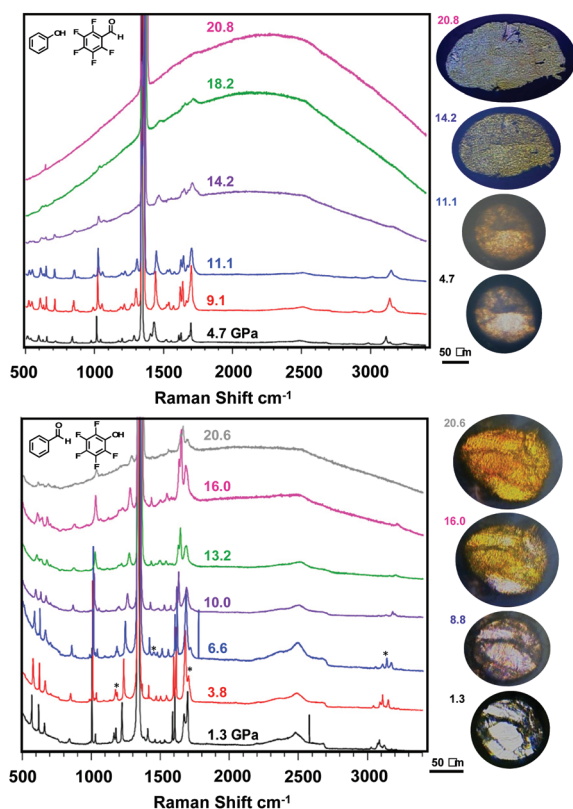 OH
O
H
F
F
F
F
F
20.8
18.2
14.2
11.1
9.1
4.7 GPa
500 1000 1500 2000 2500 3000
Raman Shift cm-1
20.8
14.2
11.1
4.7
50 □m
O
H
OH
F
F
F
F
F
20.6
16.0
13.2
10.0
6.6
3.8
1.3 GPa
*
*
*
*
500 1000 1500 2000 2500 3000
Raman Shift cm-1
20.6
16.0
8.8
1.3
50 □m